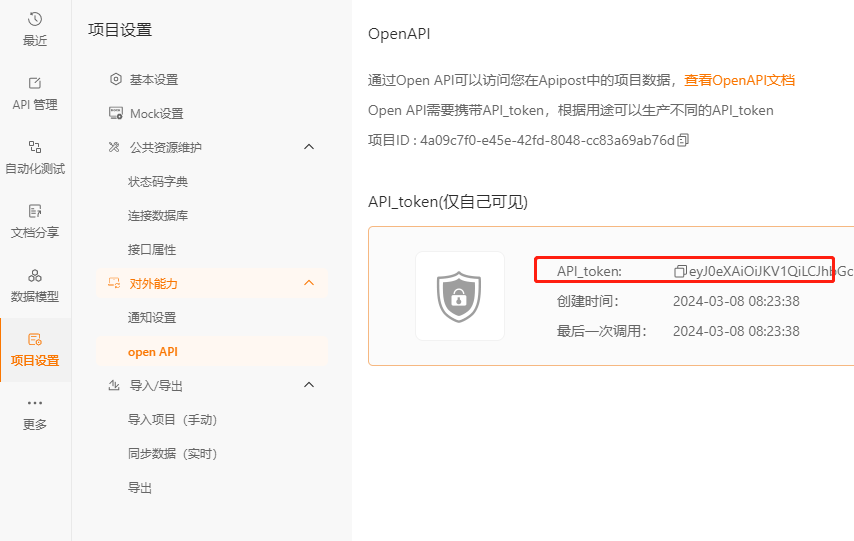 最近
API 管理
自动化测试
文档分享
数据模型
项目设置
更多
项目设置
基本设置
Mock设置
公共资源维护
状态码字典
连接数据库
接口属性
对外能力
通知设置
open API
导入/导出
导入项目（手动）
同步数据（实时）
导出
OpenAPI
通过Open API可以访问您在Apipost中的项目数据，查看OpenAPI文档
Open API需要携带API_token，根据用途可以生产不同的API_token
项目ID : 4a09c7f0-e45e-42fd-8048-cc83a69ab76d
API_token(仅自己可见)
API_token: eyJ0eXAiOiJKV1QiLCJhbGc
创建时间： 2024-03-08 08:23:38
最后一次调用： 2024-03-08 08:23:38